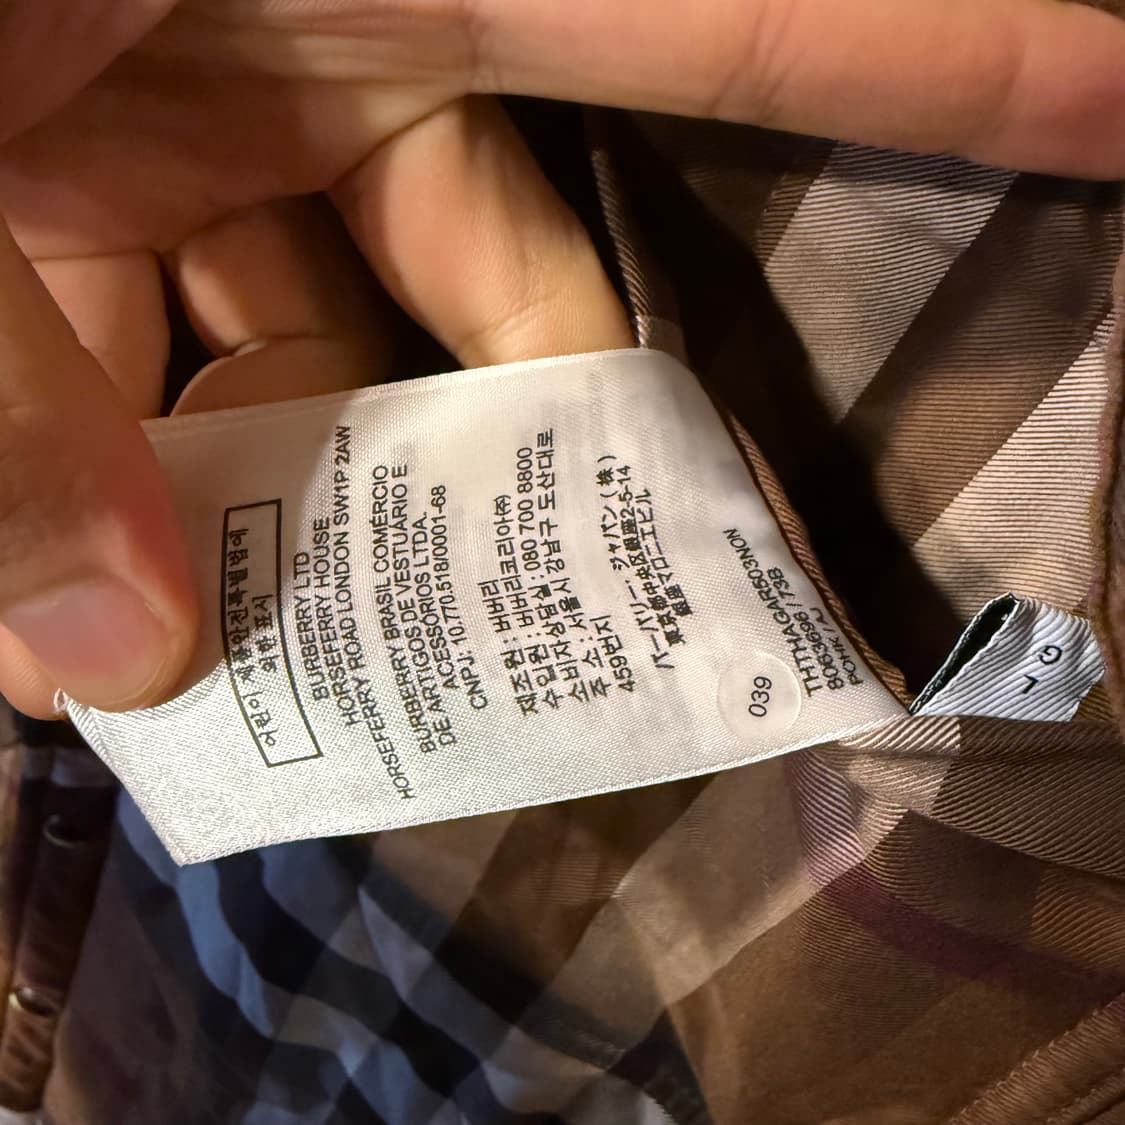 어린이 제품안전특별법에
의한 표시
BURBERRY LTD
HORSEFERRY HOUSE
HORSEFERRY ROAD LONDON SW1P 2AW
BURBERRY BRASIL COMÉRCIO
DE ARTIGOS DE VESTUÁRIO E
ACESSÓRIOS LTDA.
CNPJ: 10.770.518/0001-68
제조원 : 버버리
수입원 : 버버리코리아(주)
소비자상담실 : 080 700 8800
주 소 : 서울시 강남구 도산대로
459번지
バーバリー・ジャパン(株)
東京都中央区銀座2-5-14
銀座マロニエビル
039
THTHAGAR503NON
G
L